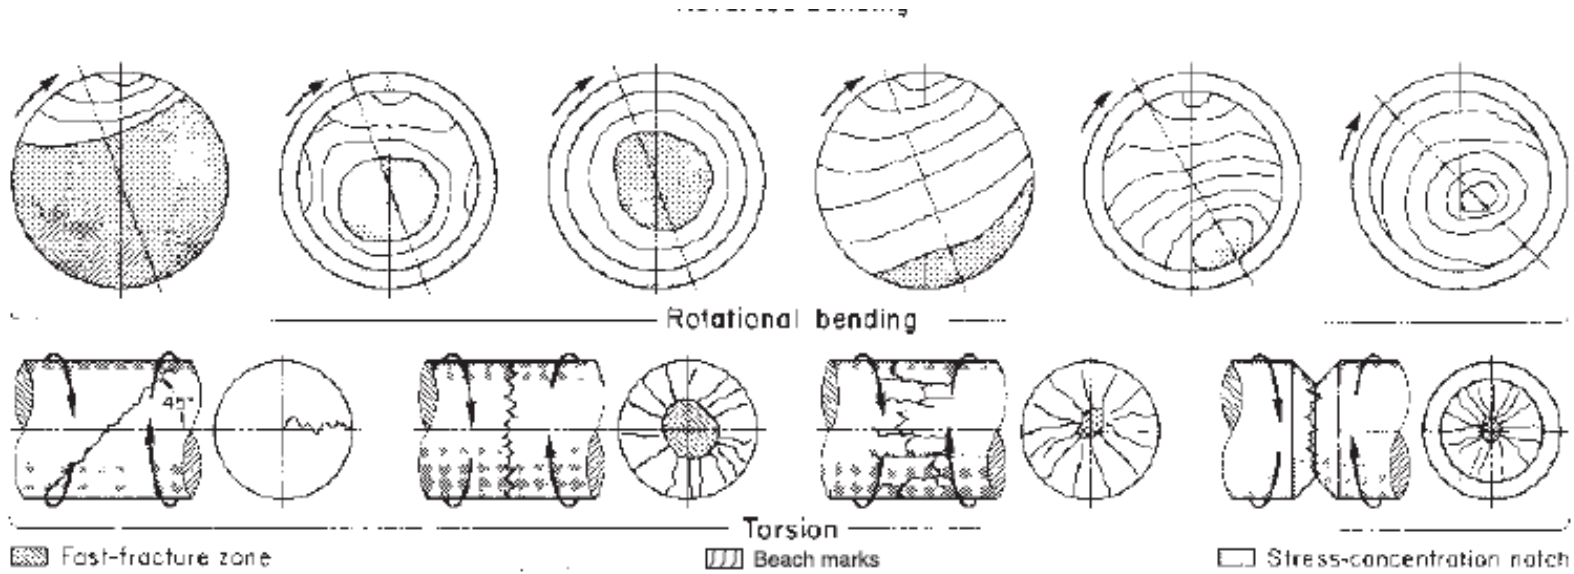 Rotational bending
45°
Torsion
Fast-fracture zone
Beach marks
Stress-concentration notch